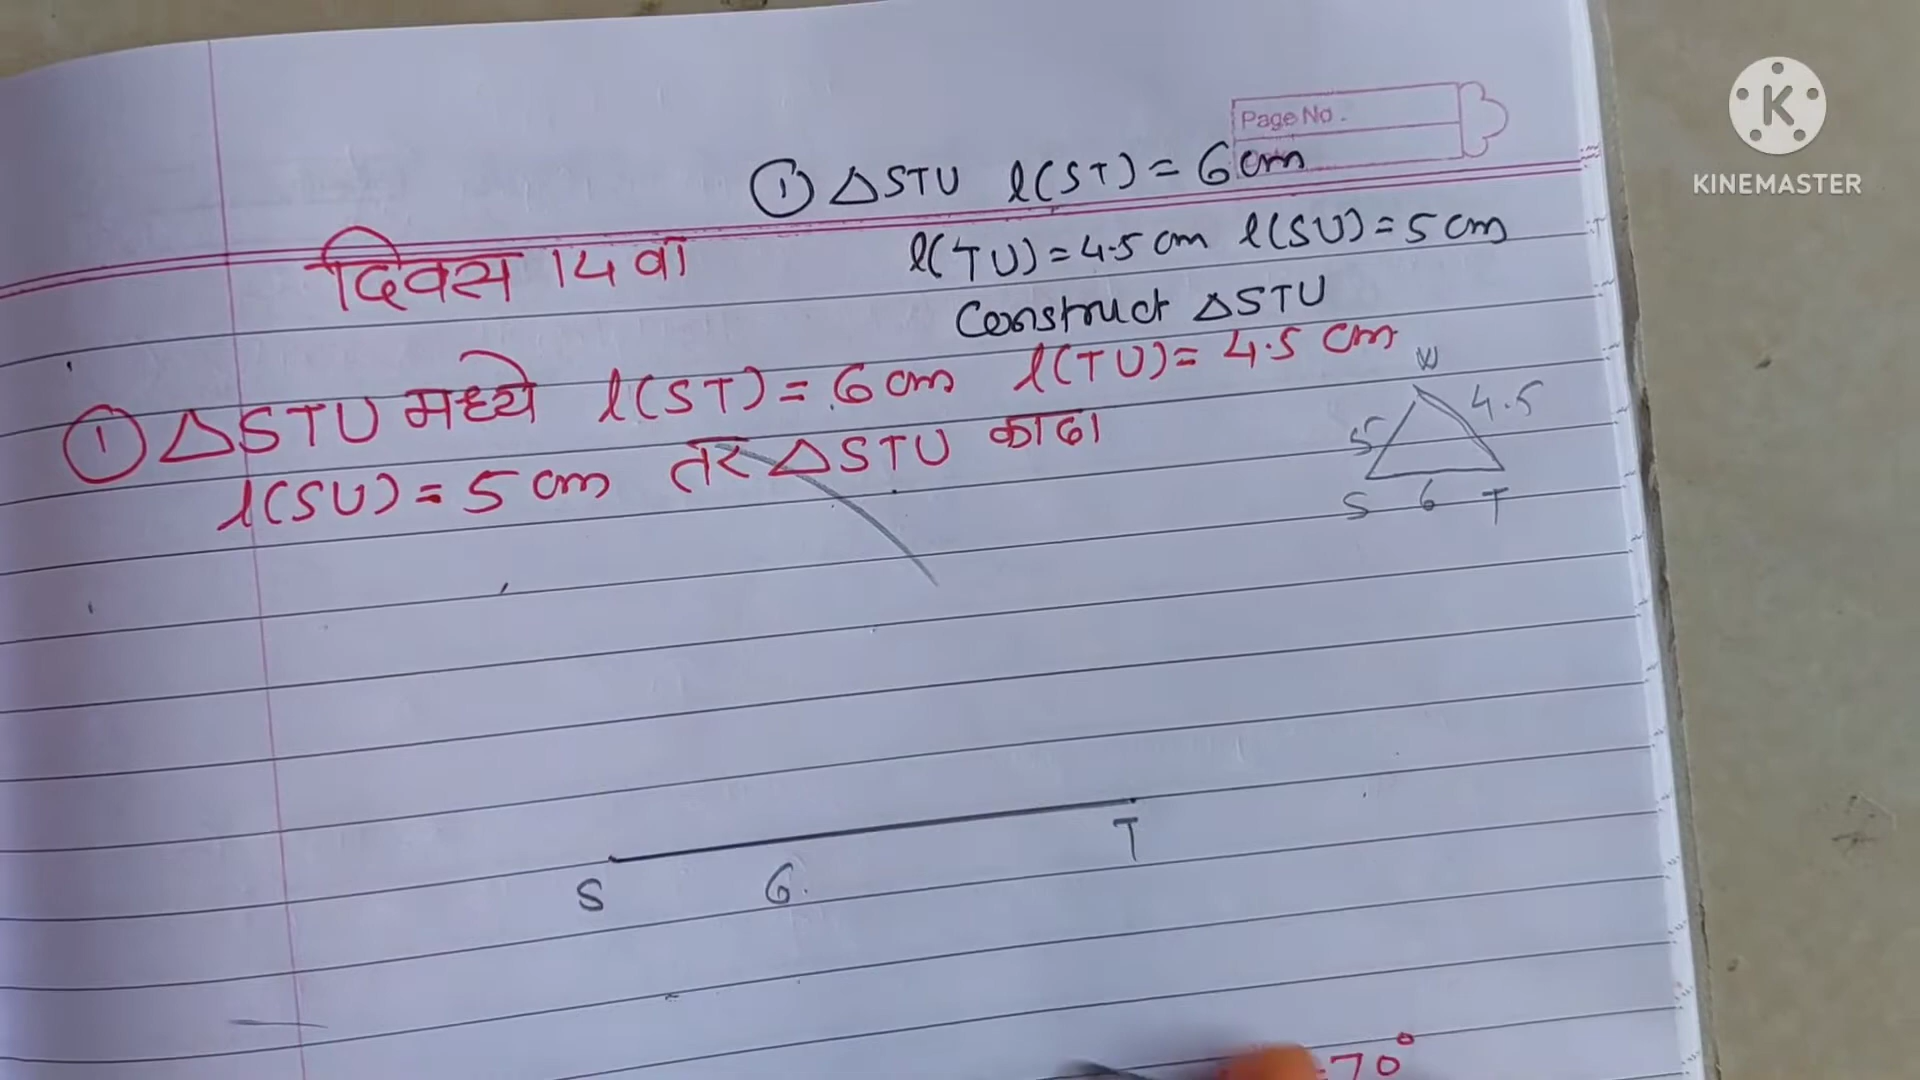 Page No.
① △STU l(ST) = 6cm
l(TU) = 4.5 cm l(SU) = 5 cm
Construct △STU
दिवस 14 वा
① △STU मध्ये l(ST) = 6 cm l(TU) = 4.5 cm
l(SU) = 5 cm तर △STU काढा
U
5 4.5
S 6 T
S 6. T
70°
K
KINEMASTER